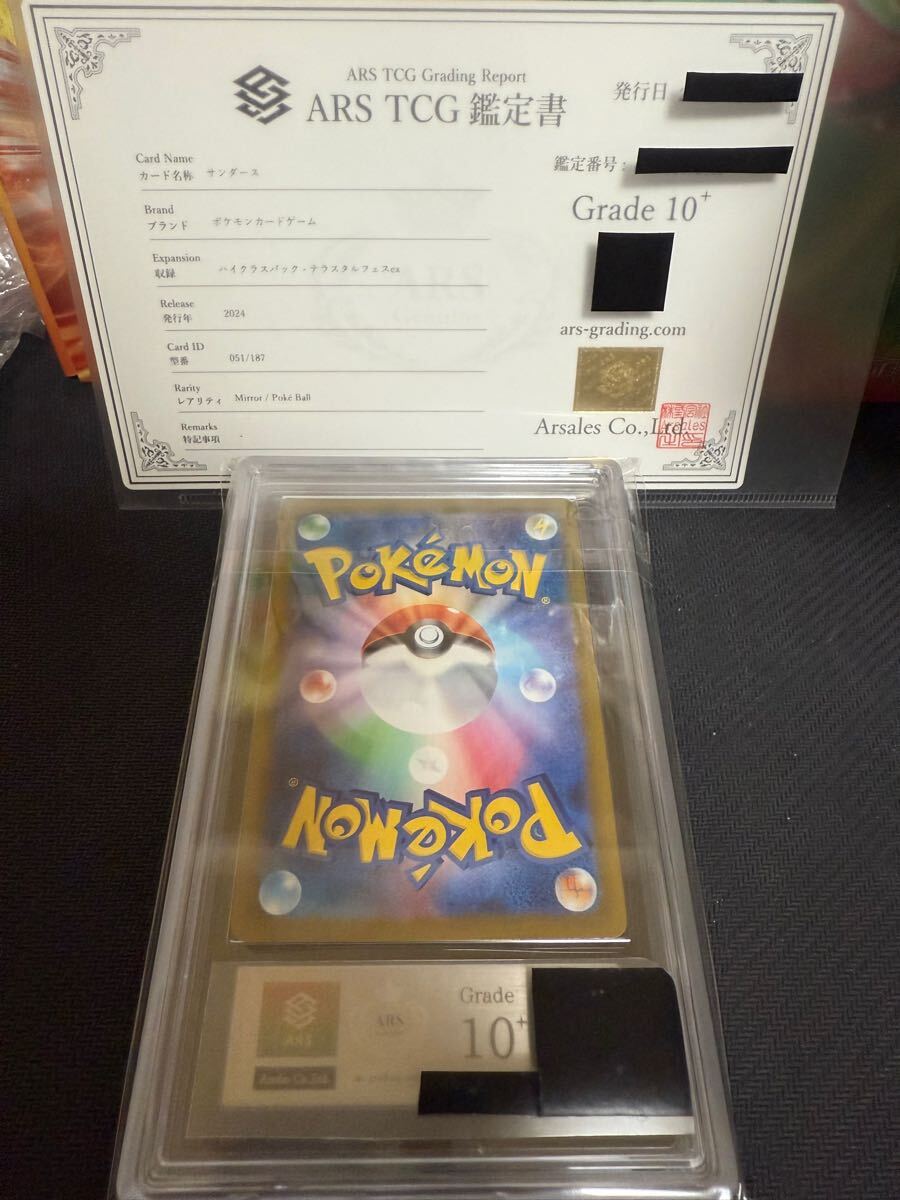 ARS TCG Grading Report
ARS TCG 鑑定書
発行日
鑑定番号:
Grade 10+
ars-grading.com
Arsales Co.,Ltd.
Card Name
カード名称 サンダース
Brand
ブランド ポケモンカードゲーム
Expansion
収録 ハイクラスパック・テラスタルフェスex
Release
発行年 2024
Card ID
型番 051/187
Rarity
レアリティ Mirror / Poké Ball
Remarks
特記事項
POKéMON
®
POKéMON
®
ARS
ARS
Grade
10+